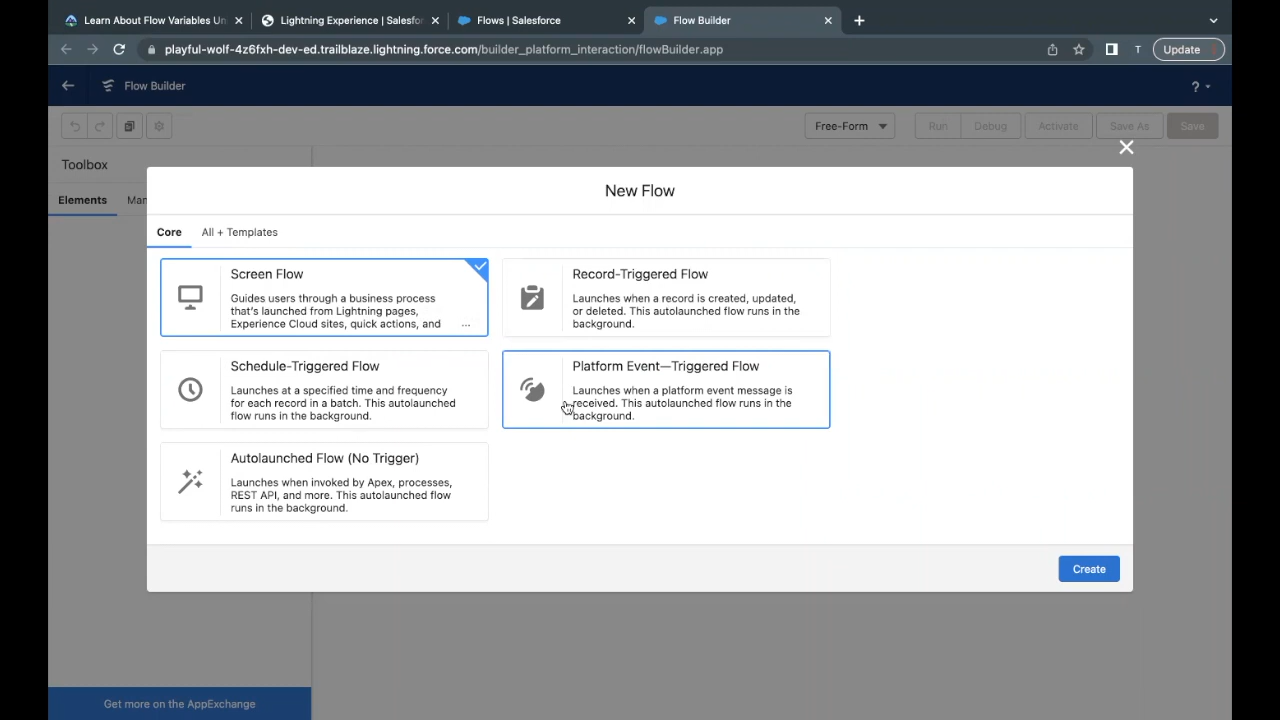 Learn About Flow Variables Un
Lightning Experience | Salesfor
Flows | Salesforce
Flow Builder
playful-wolf-4z6fxh-dev-ed.trailblaze.lightning.force.com/builder_platform_interaction/flowBuilder.app
T
Update
Flow Builder
?
Free-Form
Run
Debug
Activate
Save As
Save
Toolbox
Elements
Man
New Flow
Core
All + Templates
Screen Flow
Guides users through a business process
that's launched from Lightning pages,
Experience Cloud sites, quick actions, and ...
Record-Triggered Flow
Launches when a record is created, updated,
or deleted. This autolaunched flow runs in the
background.
Schedule-Triggered Flow
Launches at a specified time and frequency
for each record in a batch. This autolaunched
flow runs in the background.
Platform Event—Triggered Flow
Launches when a platform event message is
received. This autolaunched flow runs in the
background.
Autolaunched Flow (No Trigger)
Launches when invoked by Apex, processes,
REST API, and more. This autolaunched flow
runs in the background.
Create
Get more on the AppExchange